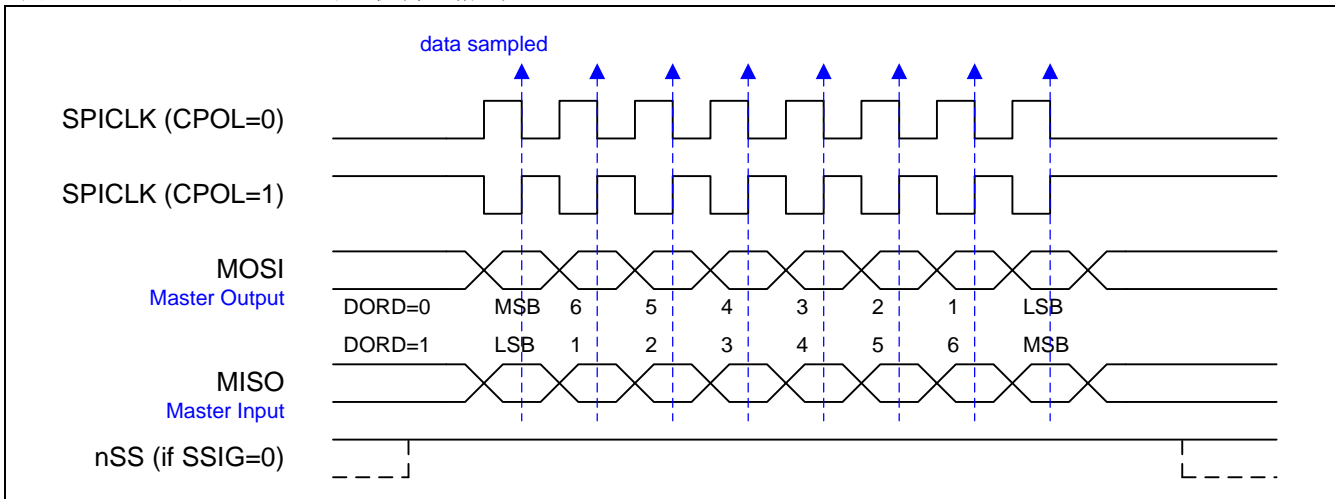 data sampled
SPICLK (CPOL=0)
SPICLK (CPOL=1)
MOSI
Master Output
DORD=0 MSB 6 5 4 3 2 1 LSB
DORD=1 LSB 1 2 3 4 5 6 MSB
MISO
Master Input
nSS (if SSIG=0)